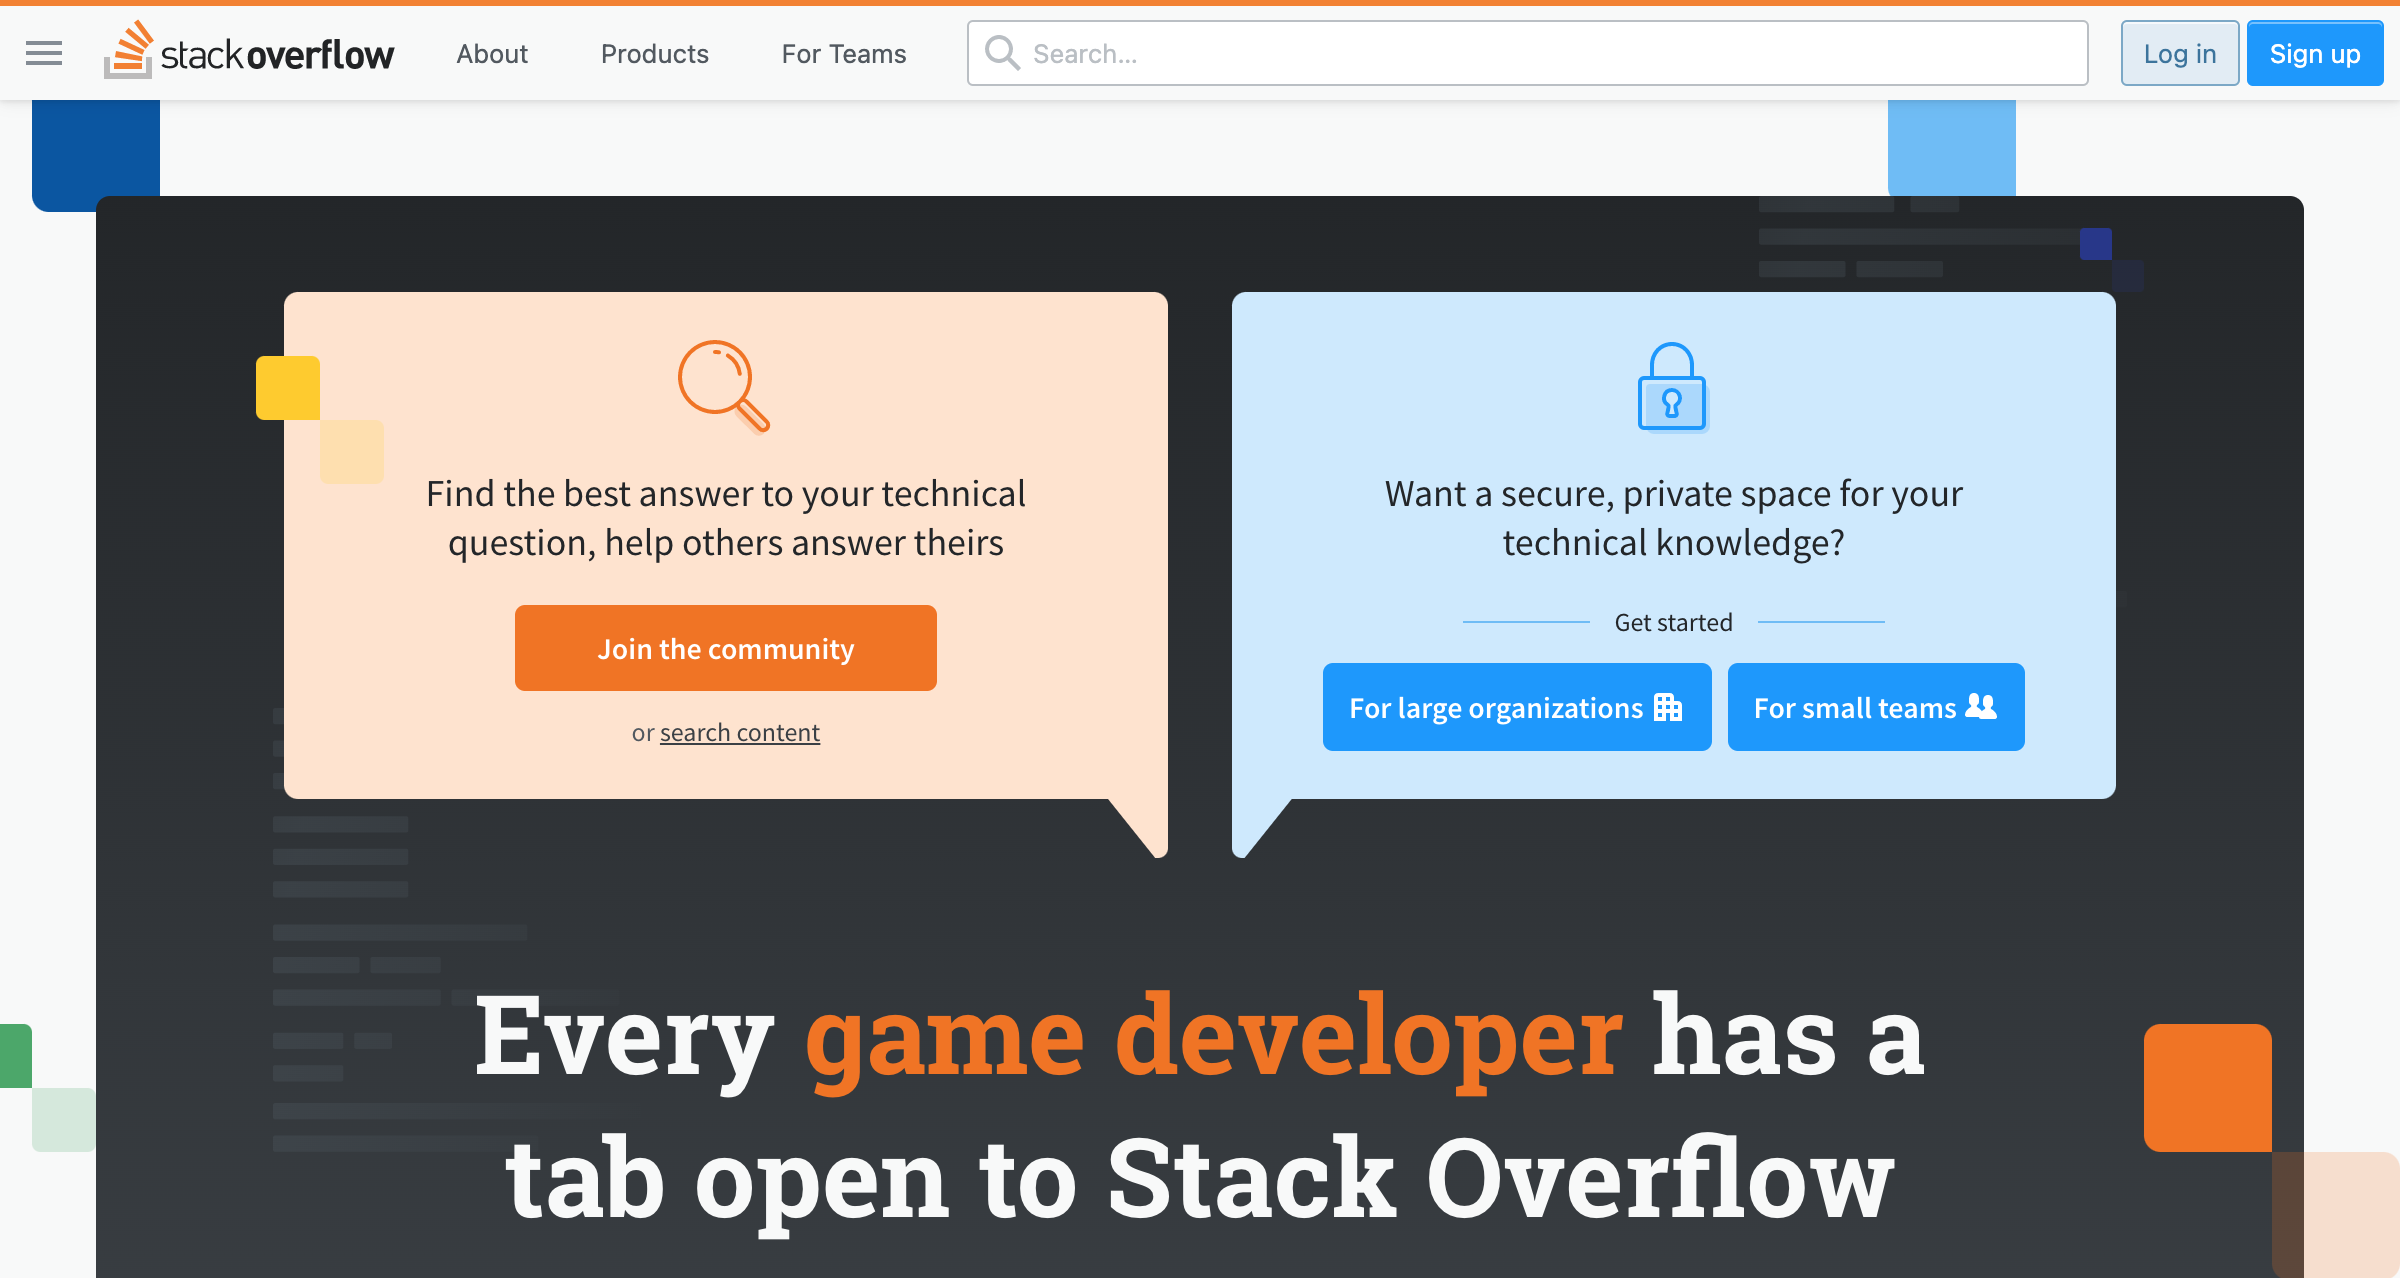 stackoverflow
About
Products
For Teams
Search...
Log in
Sign up
Find the best answer to your technical
question, help others answer theirs
Join the community
or search content
Want a secure, private space for your
technical knowledge?
Get started
For large organizations
For small teams
Every game developer has a
tab open to Stack Overflow